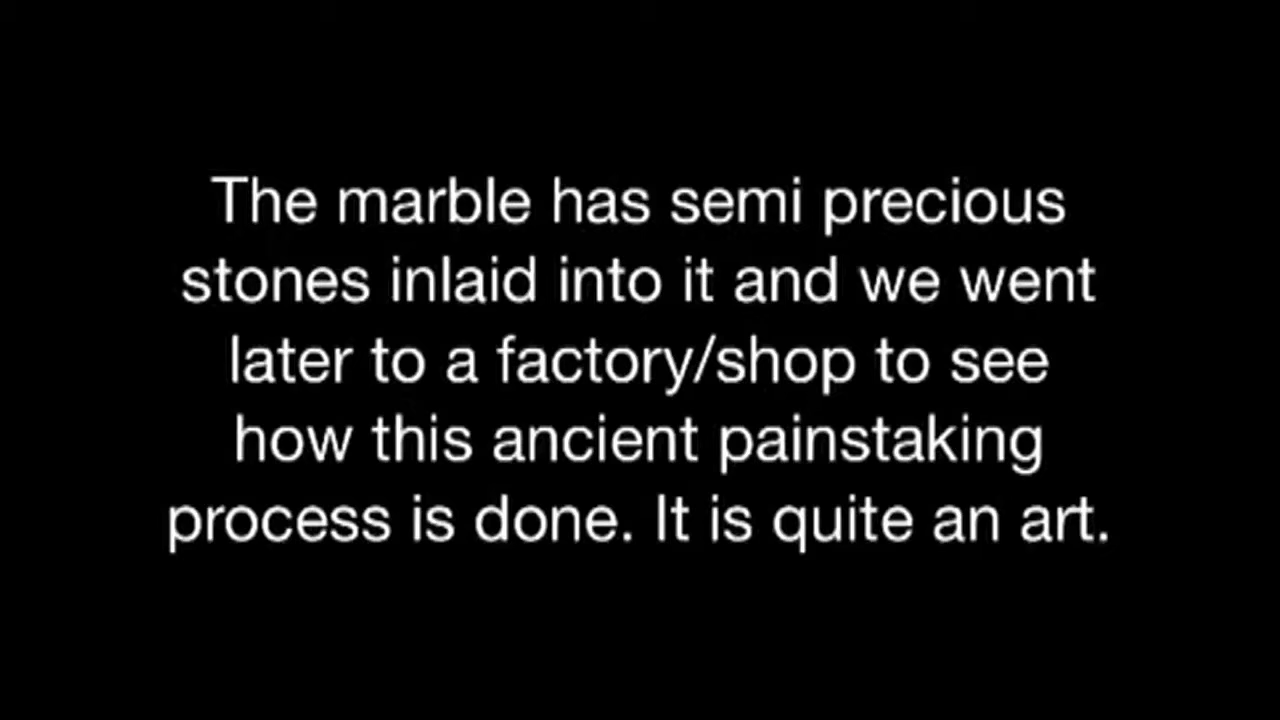 The marble has semi precious
stones inlaid into it and we went
later to a factory/shop to see
how this ancient painstaking
process is done. It is quite an art.